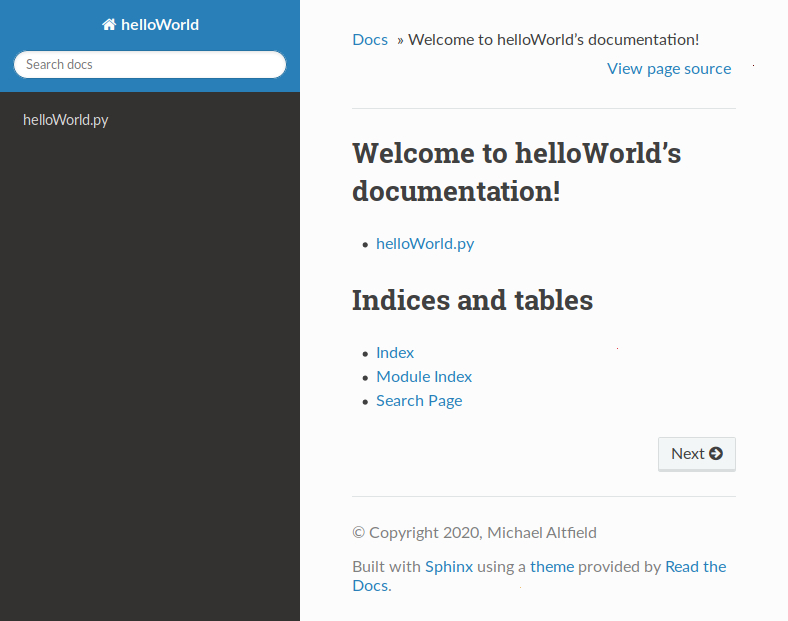 helloWorld
Search docs
helloWorld.py
Docs » Welcome to helloWorld’s documentation!
View page source
Welcome to helloWorld’s
documentation!
• helloWorld.py
Indices and tables
• Index
• Module Index
• Search Page
Next
© Copyright 2020, Michael Altfield
Built with Sphinx using a theme provided by Read the
Docs.